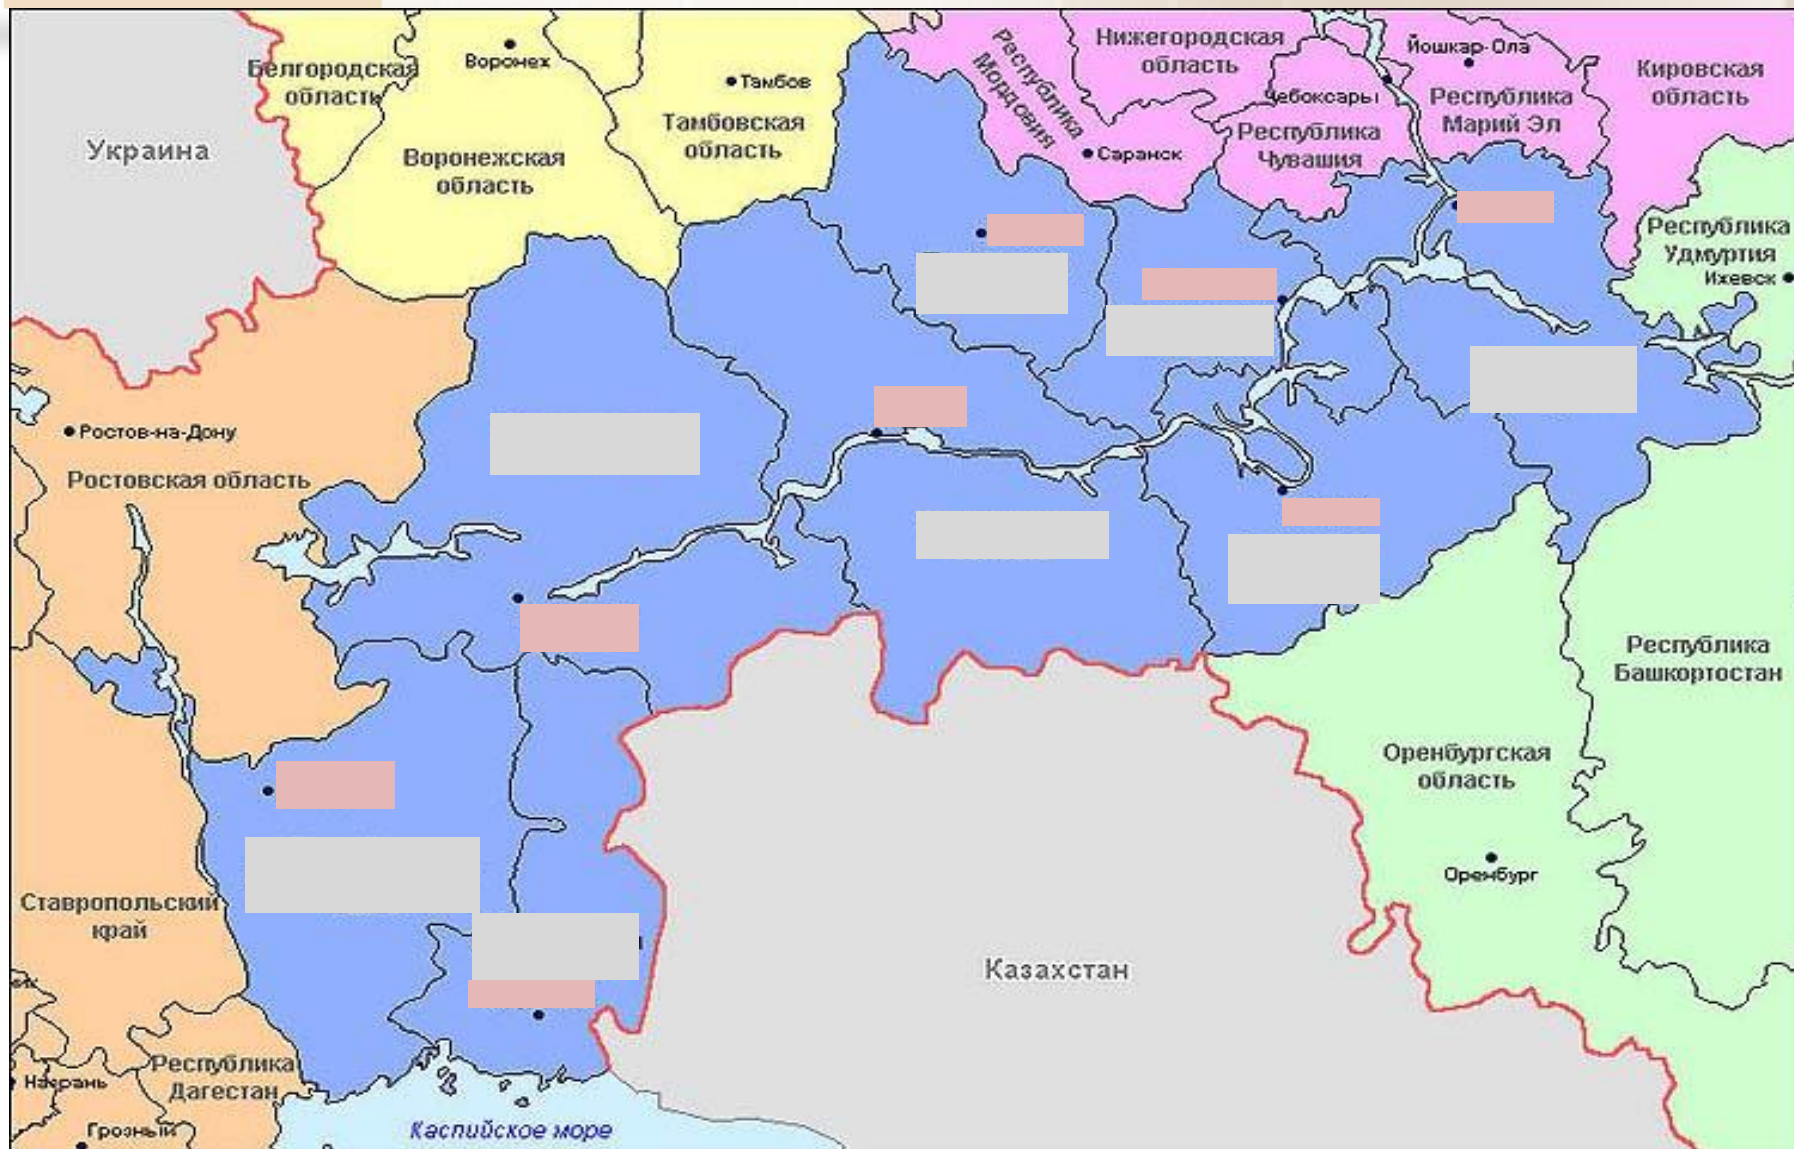 Белгородская
область
Воронех
Тамбов
Тамбовская
область
Воронежская
область
Украина
Республика
Мордовия
Нижегородская
область
Йошкар-Ола
Кировская
область
Чебоксары
Республика
Марий Эл
Республика
Чувашия
Саранск
Республика
Удмуртия
Ихевск
Ростов-на-Дону
Ростовская область
Республика
Башкортостан
Оренбургская
область
Оренбург
Ставропольский
край
Казахстан
Республика
Дагестан
Назрань
Грозный
Каспийское море